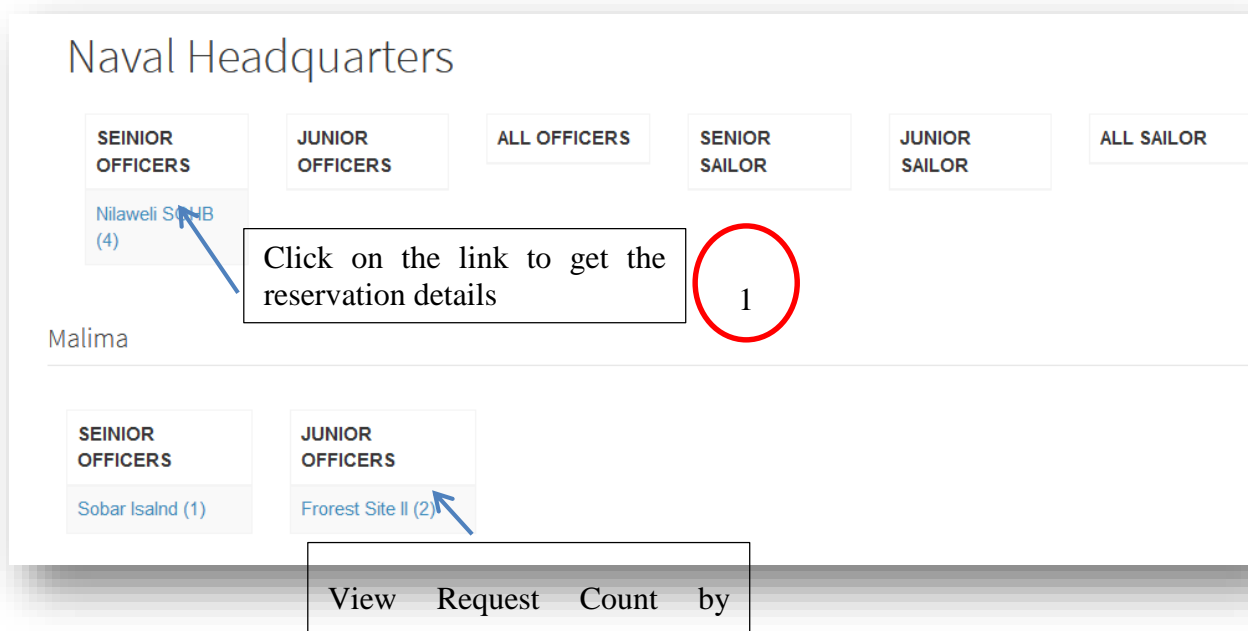 Naval Headquarters
SEINIOR
OFFICERS
JUNIOR
OFFICERS
ALL OFFICERS
SENIOR
SAILOR
JUNIOR
SAILOR
ALL SAILOR
Nilaweli SOHB
(4)
Click on the link to get the
reservation details
1
Malima
SEINIOR
OFFICERS
JUNIOR
OFFICERS
Sobar Isalnd (1)
Frorest Site II (2)
View Request Count by